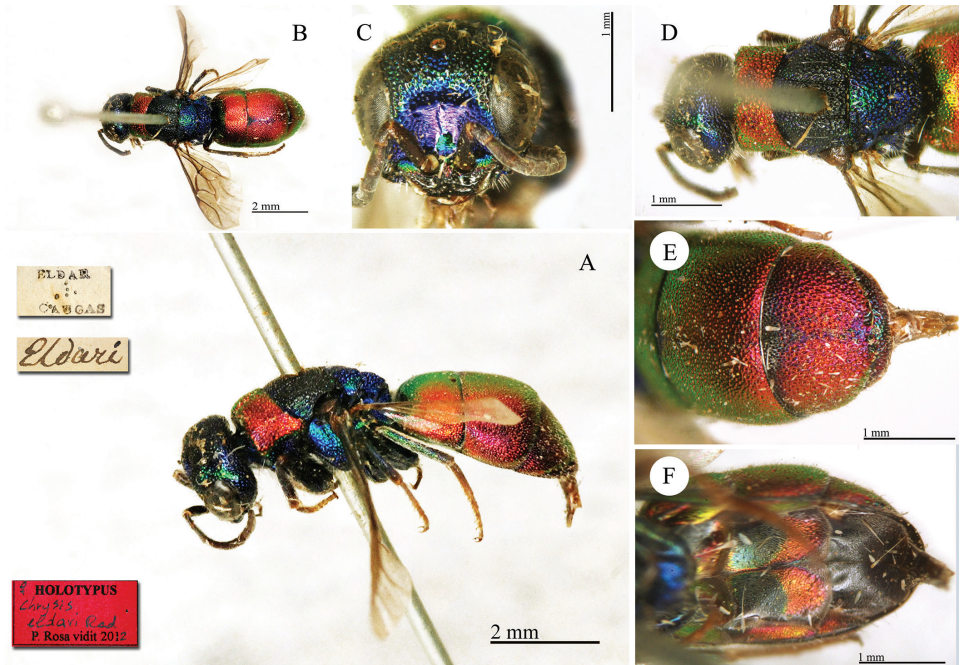 B
2 mm
C
1 mm
D
1 mm
A
ELDAR
CAUCAS
Eldari
HOLOTYPUS
Chrysis
eldari Rad
P. Rosa vidit 2012
2 mm
E
1 mm
F
1 mm